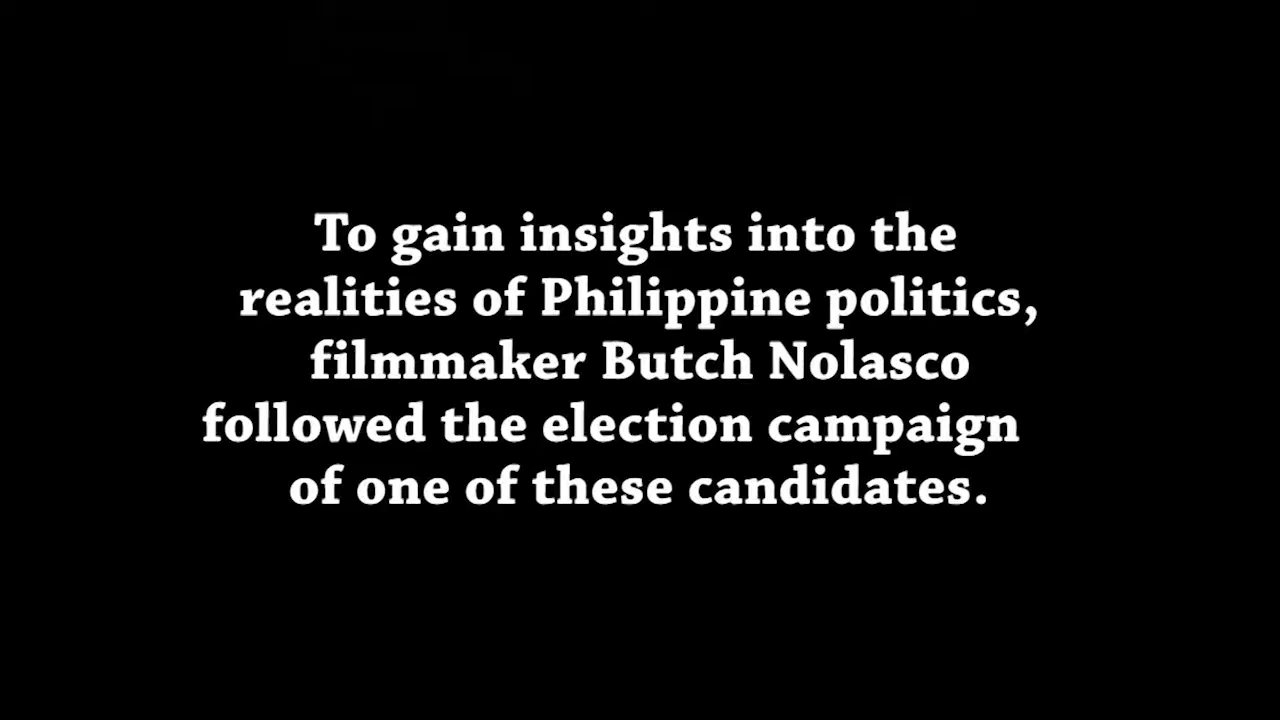 To gain insights into the
realities of Philippine politics,
filmmaker Butch Nolasco
followed the election campaign
of one of these candidates.